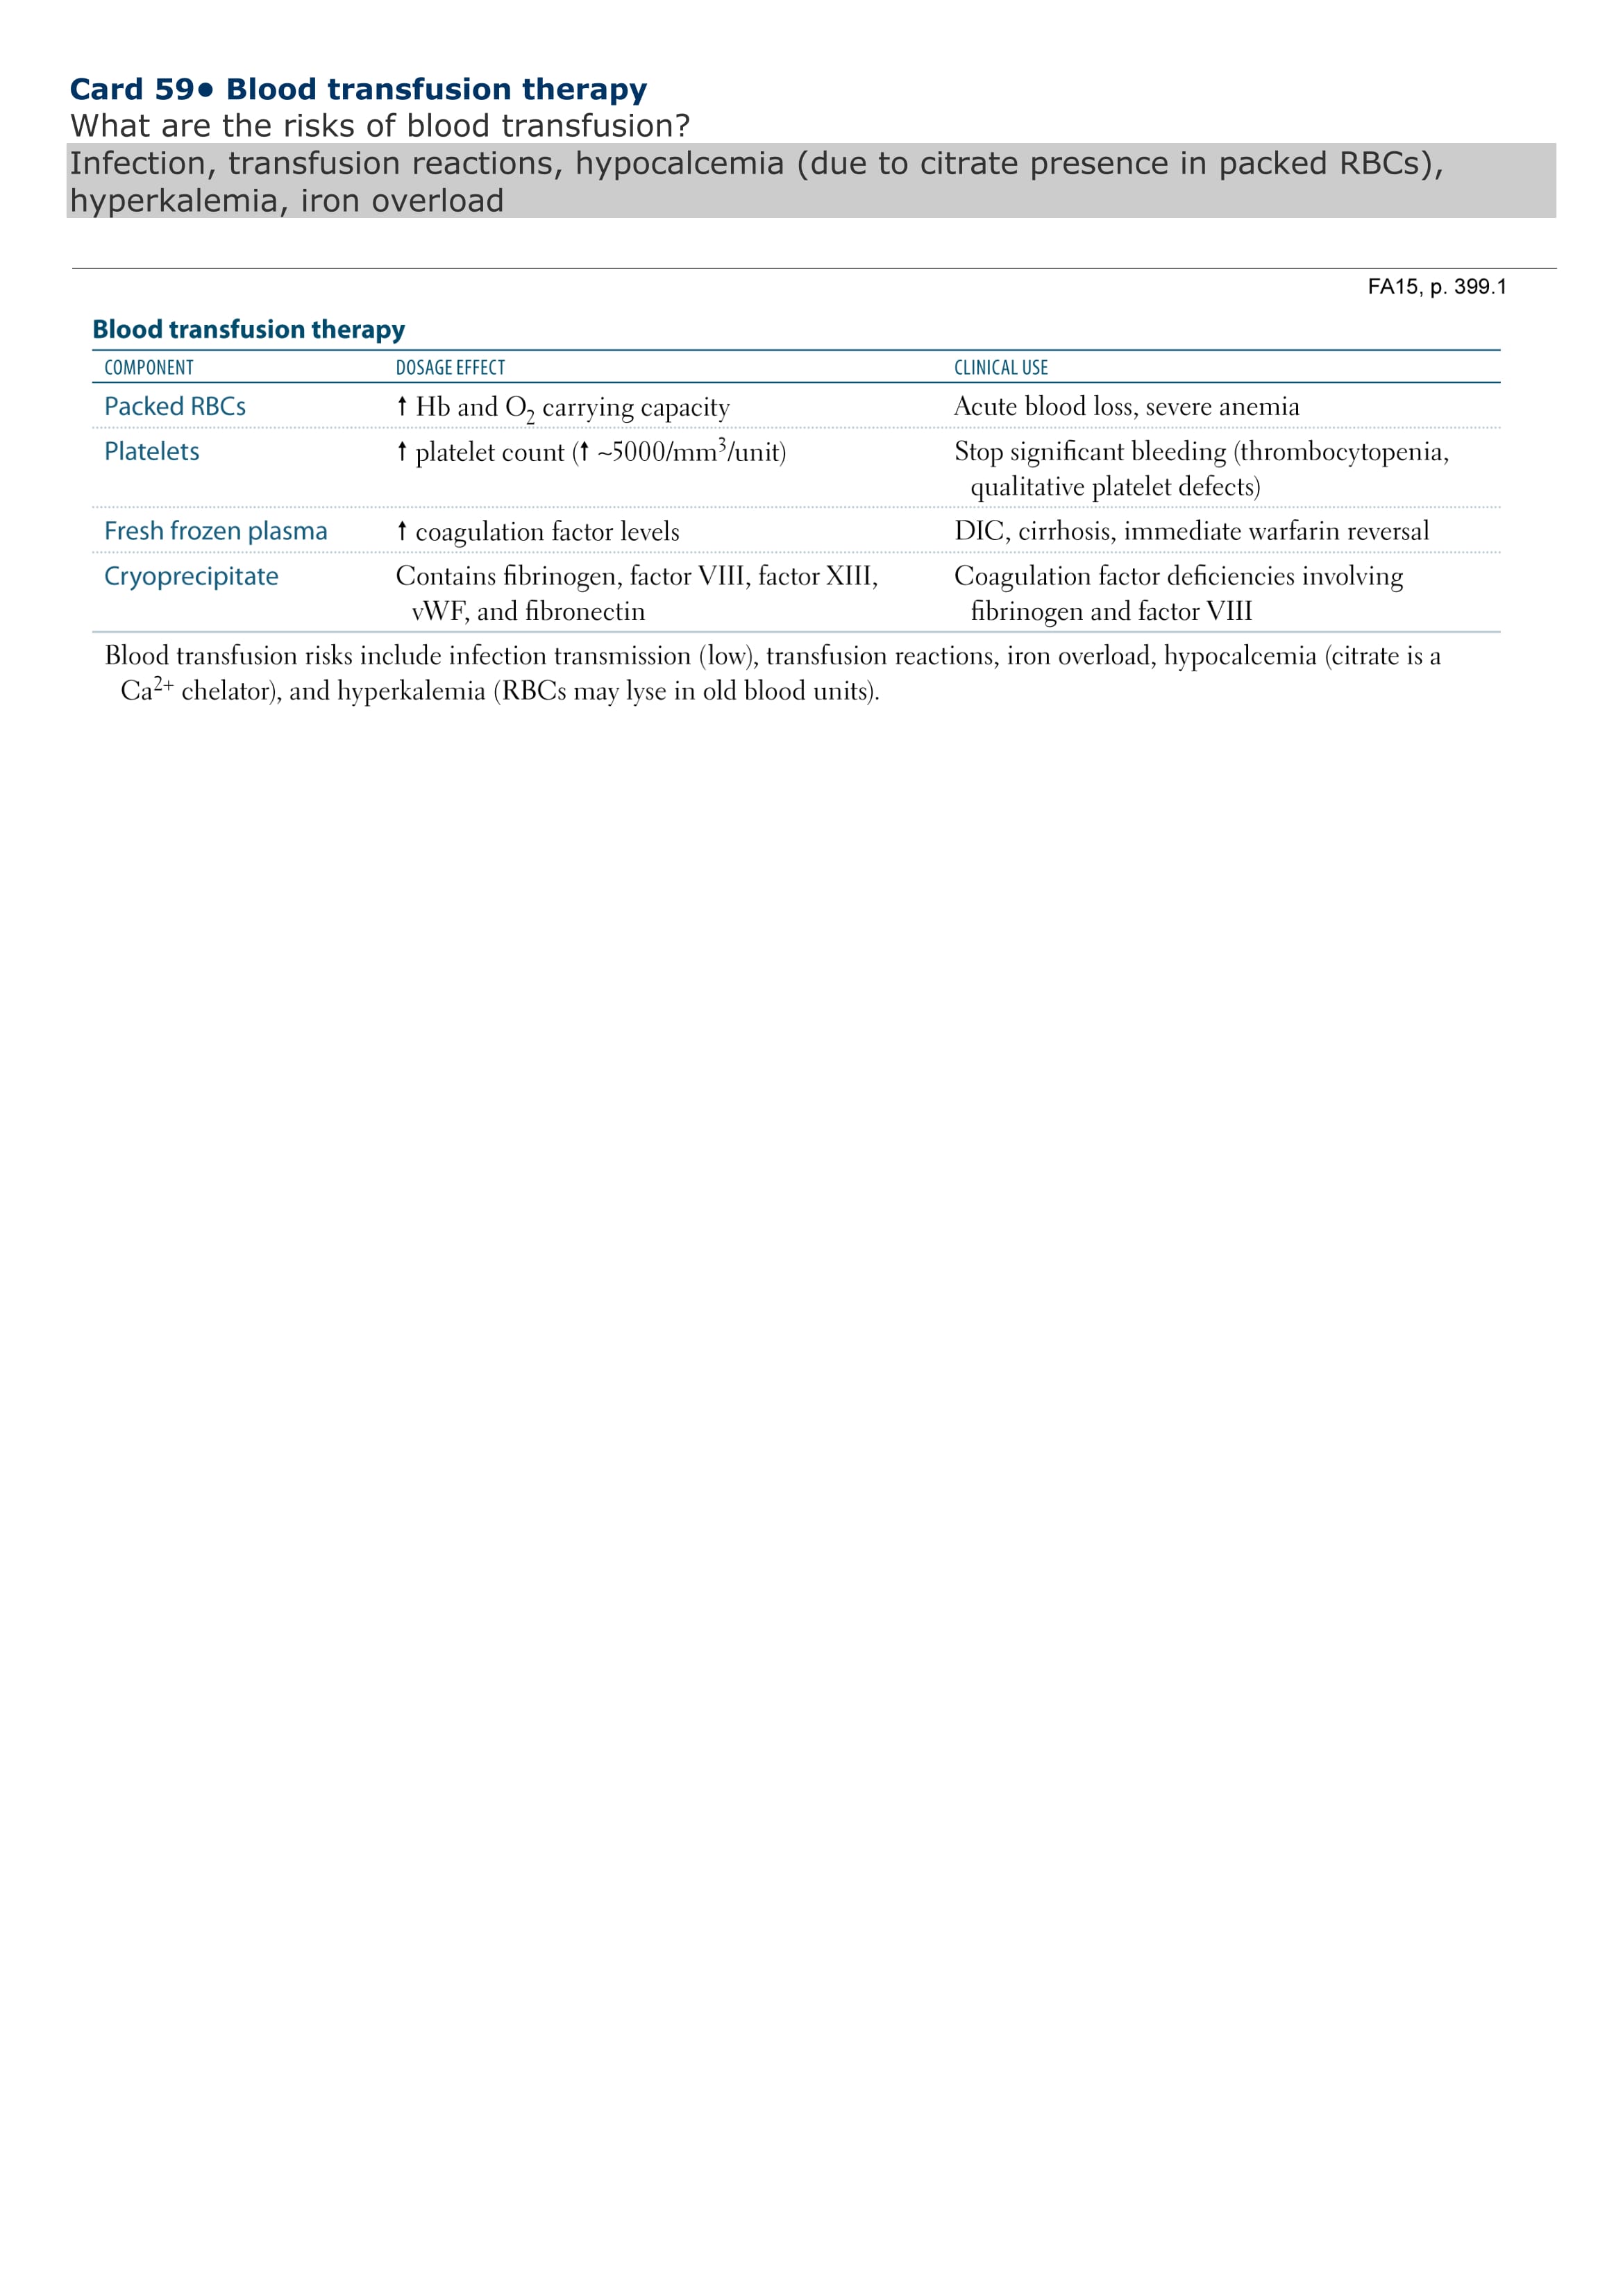 Card 59● Blood transfusion therapy
What are the risks of blood transfusion?
Infection, transfusion reactions, hypocalcemia (due to citrate presence in packed RBCs),
hyperkalemia, iron overload
FA15, p. 399.1
Blood transfusion therapy
COMPONENT DOSAGE EFFECT CLINICAL USE
Packed RBCs ↑ Hb and O₂ carrying capacity Acute blood loss, severe anemia
Platelets ↑ platelet count (↑ ~5000/mm³/unit) Stop significant bleeding (thrombocytopenia,
qualitative platelet defects)
Fresh frozen plasma ↑ coagulation factor levels DIC, cirrhosis, immediate warfarin reversal
Cryoprecipitate Contains fibrinogen, factor VIII, factor XIII, Coagulation factor deficiencies involving
vWF, and fibronectin fibrinogen and factor VIII
Blood transfusion risks include infection transmission (low), transfusion reactions, iron overload, hypocalcemia (citrate is a
Ca²⁺ chelator), and hyperkalemia (RBCs may lyse in old blood units).